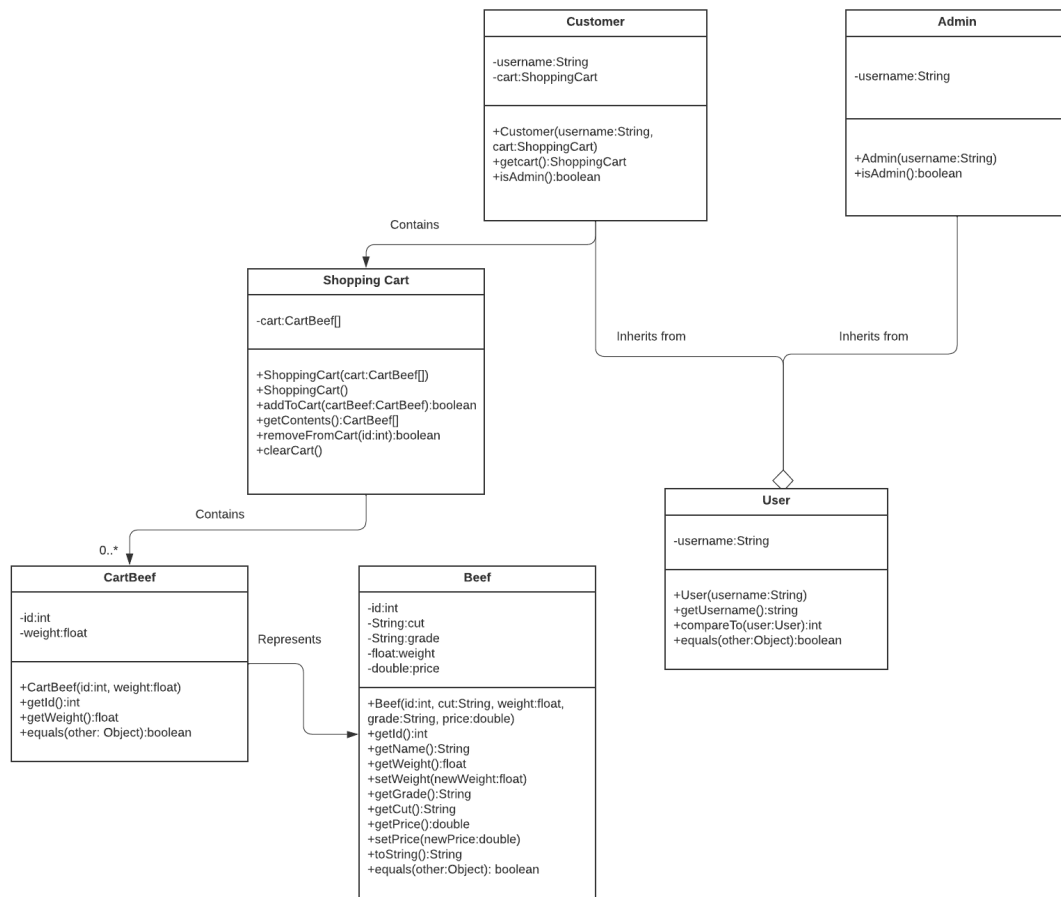 Customer
-username:String
-cart:ShoppingCart
+Customer(username:String,
cart:ShoppingCart)
+getcart():ShoppingCart
+isAdmin():boolean
Admin
-username:String
+Admin(username:String)
+isAdmin():boolean
Contains
Shopping Cart
-cart:CartBeef[]
+ShoppingCart(cart:CartBeef[])
+ShoppingCart()
+addToCart(cartBeef:CartBeef):boolean
+getContents():CartBeef[]
+removeFromCart(id:int):boolean
+clearCart()
Inherits from
Inherits from
Contains
0..*
CartBeef
-id:int
-weight:float
+CartBeef(id:int, weight:float)
+getId():int
+getWeight():float
+equals(other: Object):boolean
Represents
Beef
-id:int
-String:cut
-String:grade
-float:weight
-double:price
+Beef(id:int, cut:String, weight:float,
grade:String, price:double)
+getId():int
+getName():String
+getWeight():float
+setWeight(newWeight:float)
+getGrade():String
+getCut():String
+getPrice():double
+setPrice(newPrice:double)
+toString():String
+equals(other:Object): boolean
User
-username:String
+User(username:String)
+getUsername():string
+compareTo(user:User):int
+equals(other:Object):boolean